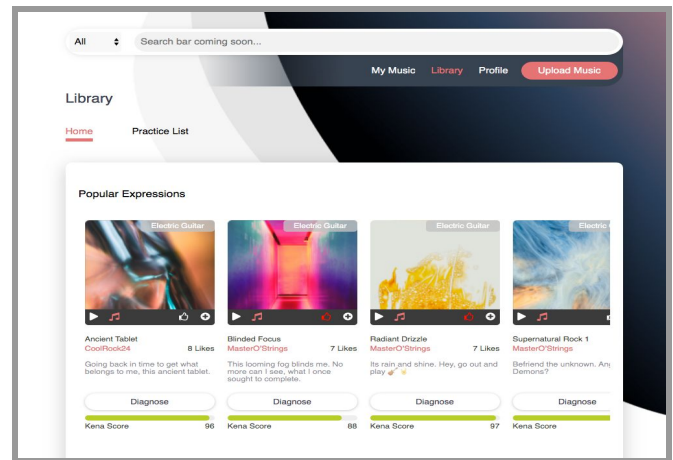 All
Search bar coming soon...
My Music Library Profile Upload Music
Library
Home Practice List
Popular Expressions
Electric Guitar
Ancient Tablet
CoolRock24 8 Likes
Going back in time to get what
belongs to me, this ancient tablet.
Diagnose
Kena Score 96
Electric Guitar
Blinded Focus
MasterO'Strings 7 Likes
This looming fog blinds me. No
more can I see, what I once
sought to complete.
Diagnose
Kena Score 88
Electric Guitar
Radiant Drizzle
MasterO'Strings 7 Likes
Its rain and shine. Hey, go out and
play
Diagnose
Kena Score 97
Electric
Supernatural Rock 1
MasterO'Strings
Befriend the unknown.
Demons?
Diagnose
Kena Score